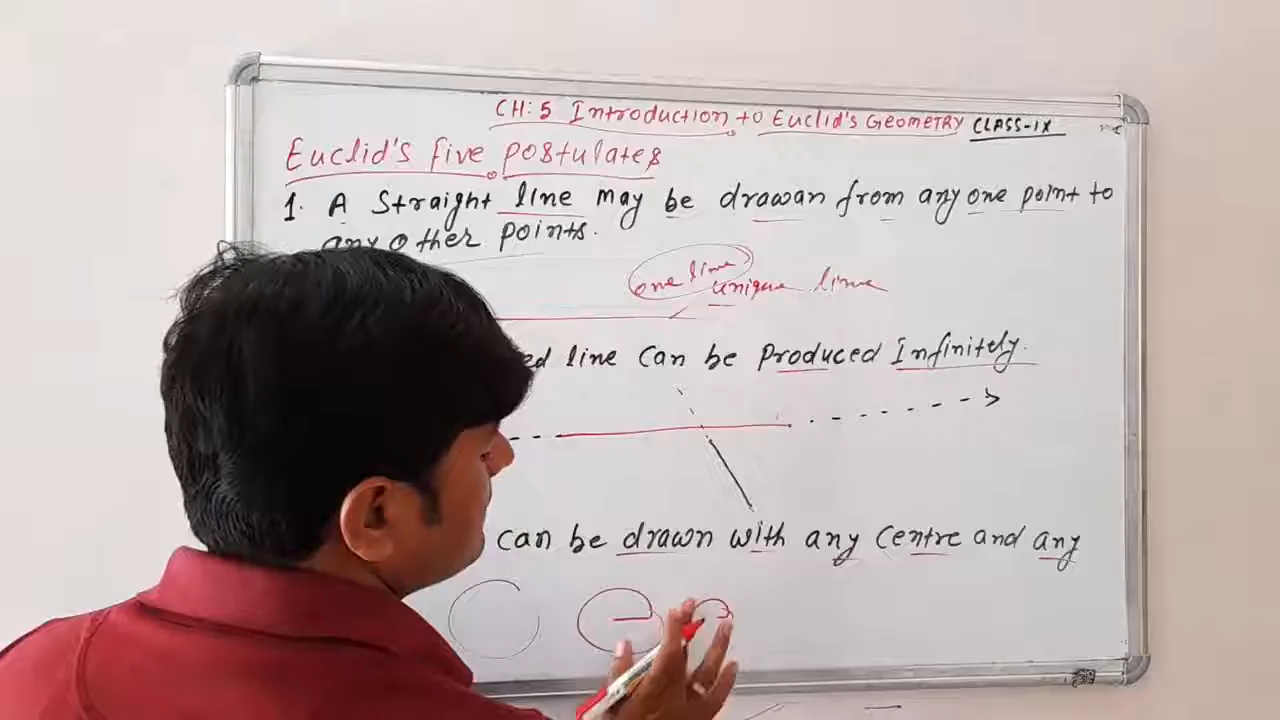 CH: 5 Introduction to Euclid's GEOMETRY CLASS-IX
Euclid's five postulates
1. A Straight line may be drawan from any one point to
any other points.
one line unique line
ed line can be produced Infinitely.
can be drawn with any centre and any